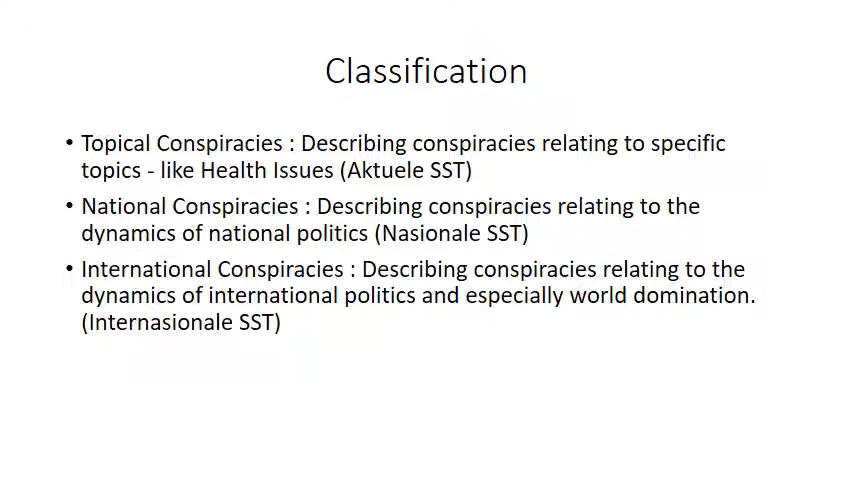 Classification
• Topical Conspiracies : Describing conspiracies relating to specific
topics - like Health Issues (Aktuele SST)
• National Conspiracies : Describing conspiracies relating to the
dynamics of national politics (Nasionale SST)
• International Conspiracies : Describing conspiracies relating to the
dynamics of international politics and especially world domination.
(Internasionale SST)